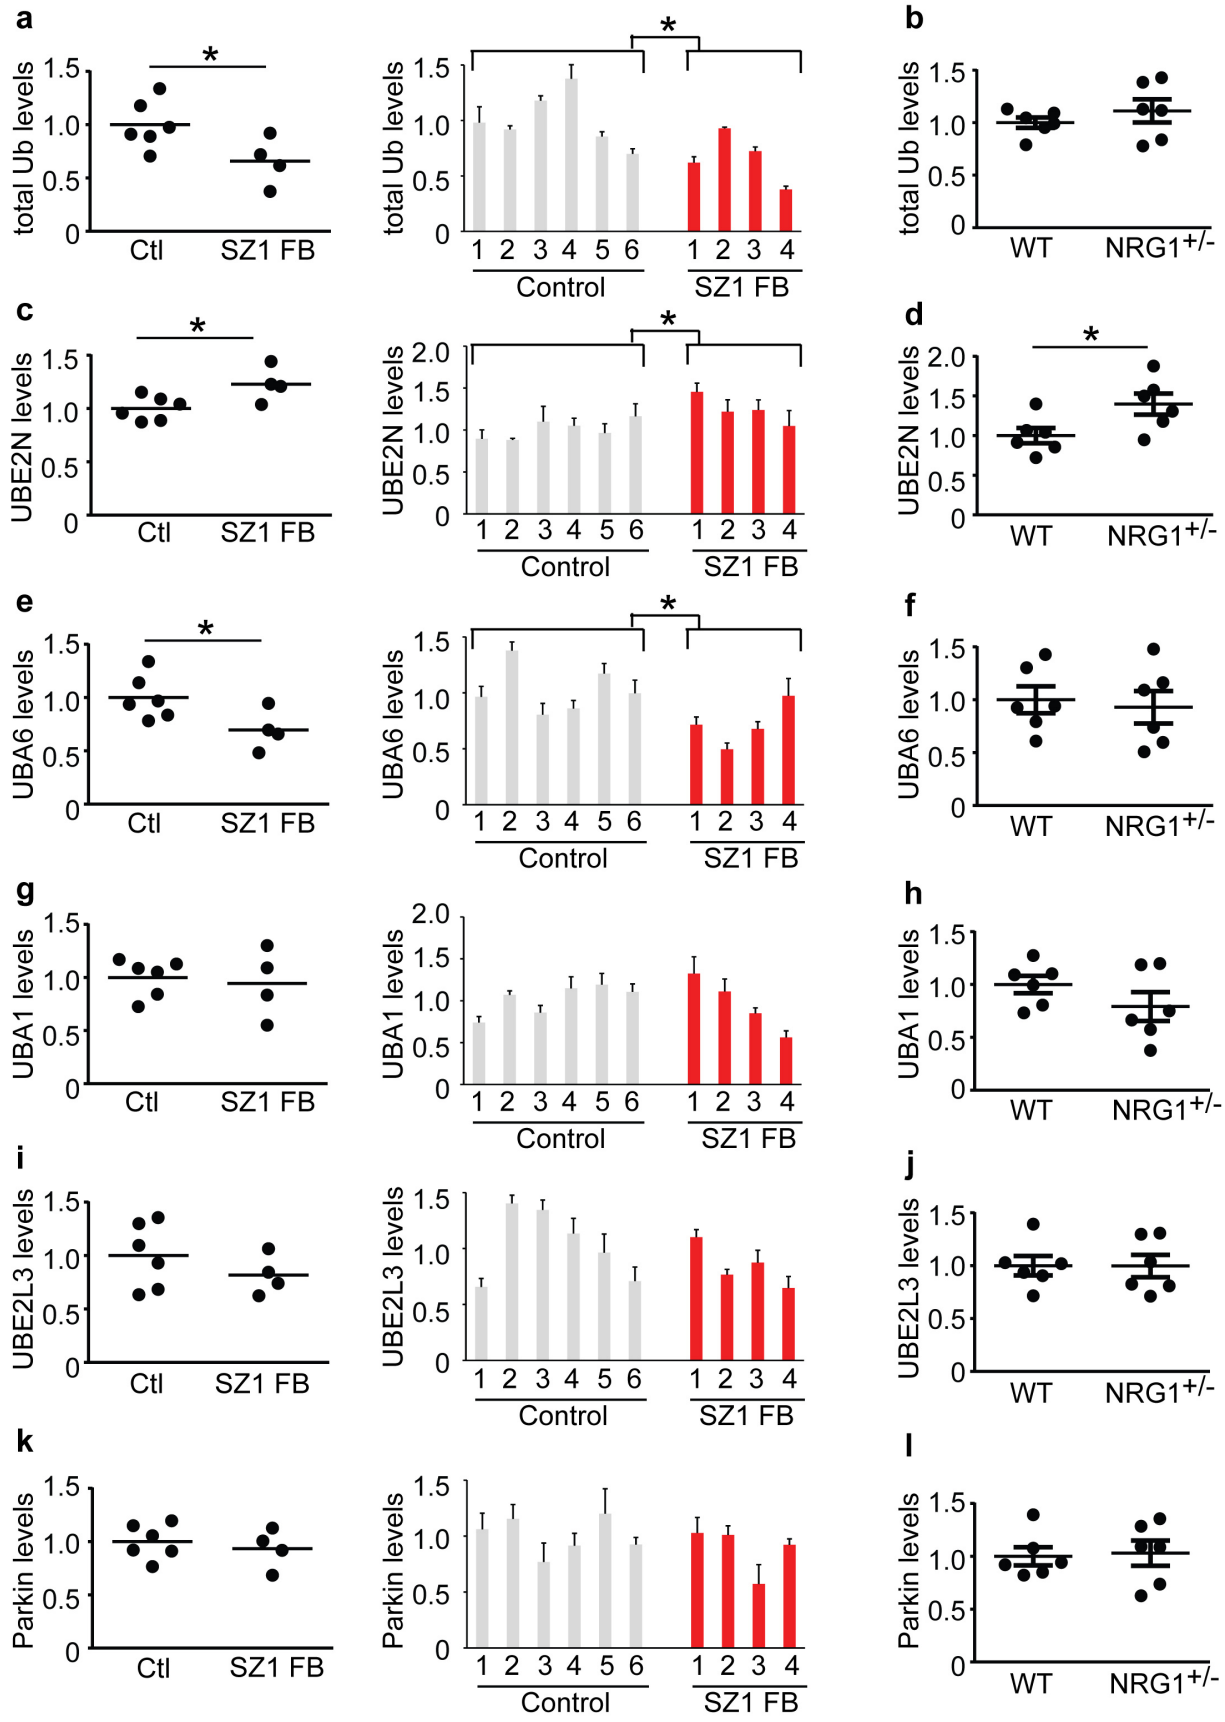 a
*
total Ub levels
1.5
1.0
0.5
0
Ctl SZ1 FB
*
total Ub levels
1.5
1.0
0.5
0
1 2 3 4 5 6 1 2 3 4
Control SZ1 FB
b
total Ub levels
1.5
1.0
0.5
0
WT NRG1+/-
c
*
UBE2N levels
1.5
1.0
0.5
0
Ctl SZ1 FB
*
UBE2N levels
2.0
1.5
1.0
0.5
0
1 2 3 4 5 6 1 2 3 4
Control SZ1 FB
d
*
UBE2N levels
2.0
1.5
1.0
0.5
0
WT NRG1+/-
e
*
UBA6 levels
1.5
1.0
0.5
0
Ctl SZ1 FB
*
UBA6 levels
1.5
1.0
0.5
0
1 2 3 4 5 6 1 2 3 4
Control SZ1 FB
f
UBA6 levels
1.5
1.0
0.5
0
WT NRG1+/-
g
UBA1 levels
1.5
1.0
0.5
0
Ctl SZ1 FB
UBA1 levels
2.0
1.5
1.0
0.5
0
1 2 3 4 5 6 1 2 3 4
Control SZ1 FB
h
UBA1 levels
1.5
1.0
0.5
0
WT NRG1+/-
i
UBE2L3 levels
1.5
1.0
0.5
0
Ctl SZ1 FB
UBE2L3 levels
1.5
1.0
0.5
0
1 2 3 4 5 6 1 2 3 4
Control SZ1 FB
j
UBE2L3 levels
1.5
1.0
0.5
0
WT NRG1+/-
k
Parkin levels
1.5
1.0
0.5
0
Ctl SZ1 FB
Parkin levels
1.5
1.0
0.5
0
1 2 3 4 5 6 1 2 3 4
Control SZ1 FB
l
Parkin levels
1.5
1.0
0.5
0
WT NRG1+/-